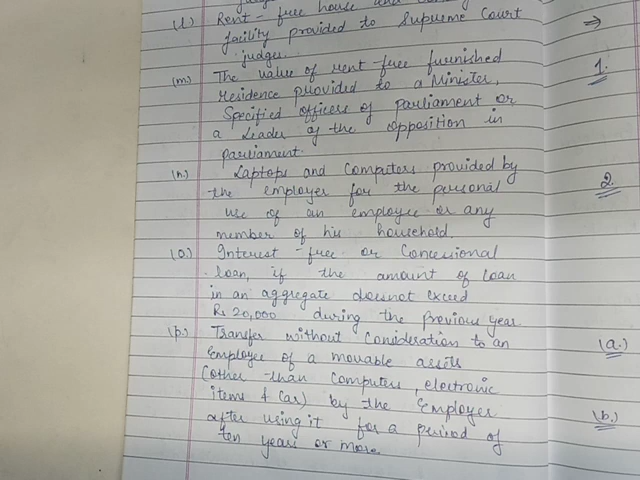 (l.) Rent - free house and
facility provided to Supreme Court
judges.
(m.) The value of rent-free furnished
residence provided to a Minister,
Specified officers of parliament or
a Leader of the opposition in
parliament.
(n.) Laptops and Computers provided by
the employer for the personal
use of an employee or any
member of his household.
(o.) Interest-free or Concessional
loan, if the amount of loan
in an aggregate doesnot exceed
Rs 20,000 during the previous year.
(p.) Transfer without Consideration to an
Employee of a movable assets
(other than Computers, electronic
items & Car) by the Employer
after using it for a period of
ten years or more.
⇒
1.
2.
(a.)
(b.)